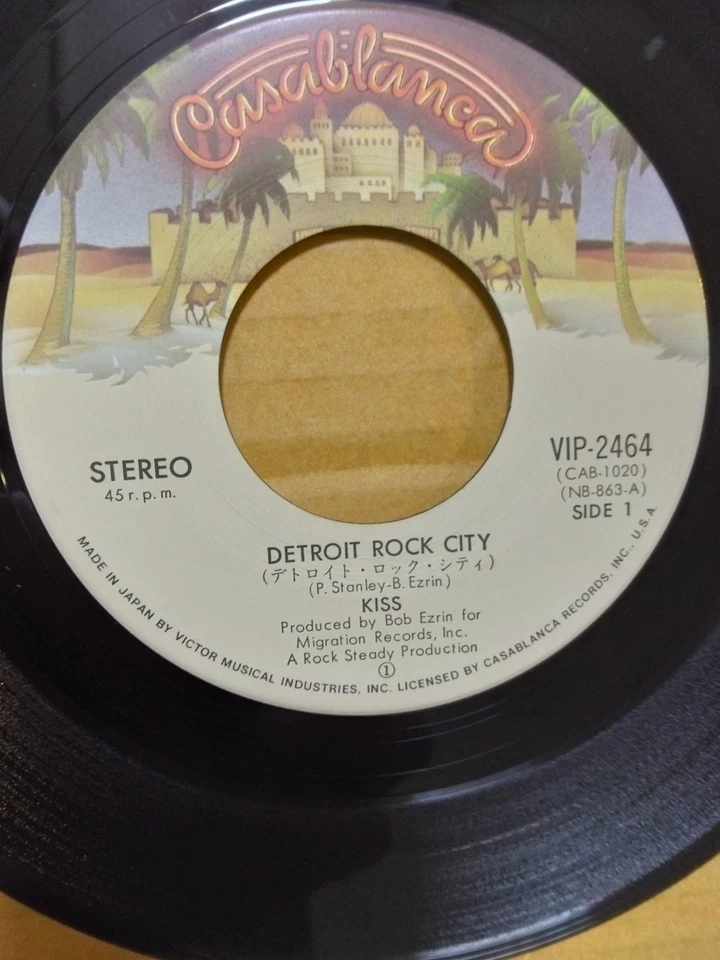 Casablanca
STEREO
45 r.p.m.
VIP-2464
(CAB-1020)
(NB-863-A)
SIDE 1
DETROIT ROCK CITY
(デトロイト・ロック・シティ)
(P. Stanley-B. Ezrin)
KISS
Produced by Bob Ezrin for
Migration Records, Inc.
A Rock Steady Production
①
MADE IN JAPAN BY VICTOR MUSICAL INDUSTRIES, INC. LICENSED BY CASABLANCA RECORDS, INC., U.S.A.